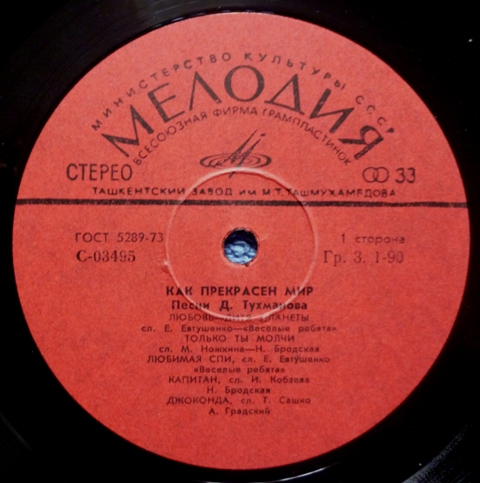 МИНИСТЕРСТВО КУЛЬТУРЫ СССР
МЕЛОДИЯ
ВСЕСОЮЗНАЯ ФИРМА ГРАМПЛАСТИНОК
СТЕРЕО
33
ТАШКЕНТСКИЙ ЗАВОД ИМ М.Т.ТАШМУХАМЕДОВА
ГОСТ 5289-73
1 сторона
С-03495
Гр. 3. 1-90
КАК ПРЕКРАСЕН МИР
Песни Д. Тухманова
ЛЮБОВЬ—ДИТЯ ПЛАНЕТЫ
сл. Е. Евтушенко—«Веселые ребята»
ТОЛЬКО ТЫ МОЛЧИ
сл. М. Ножкина—Н. Бродская
ЛЮБИМАЯ СПИ, сл. Е. Евтушенко
«Веселые ребята»
КАПИТАН, сл. И. Кобзева
Н. Бродская
ДЖОКОНДА, сл. Т. Сашко
А. Градский